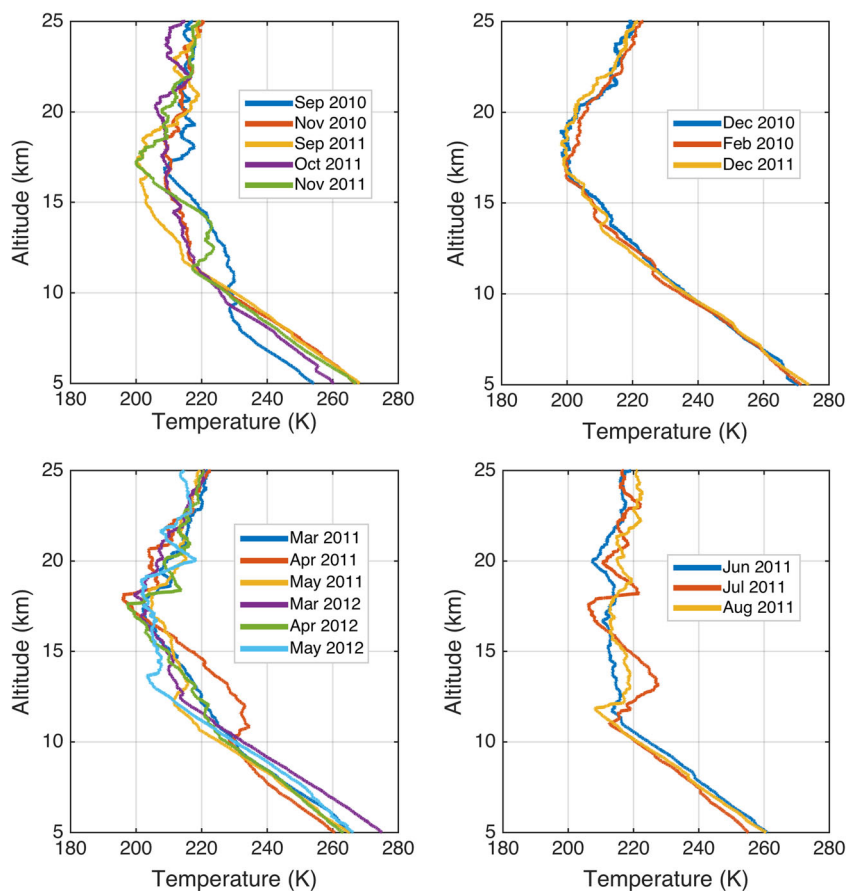 25
20
15
10
5
Altitude (km)
Sep 2010
Nov 2010
Sep 2011
Oct 2011
Nov 2011
180 200 220 240 260 280
Temperature (K)
25
20
15
10
5
Altitude (km)
Dec 2010
Feb 2010
Dec 2011
180 200 220 240 260 280
Temperature (K)
25
20
15
10
5
Altitude (km)
Mar 2011
Apr 2011
May 2011
Mar 2012
Apr 2012
May 2012
180 200 220 240 260 280
Temperature (K)
25
20
15
10
5
Altitude (km)
Jun 2011
Jul 2011
Aug 2011
180 200 220 240 260 280
Temperature (K)